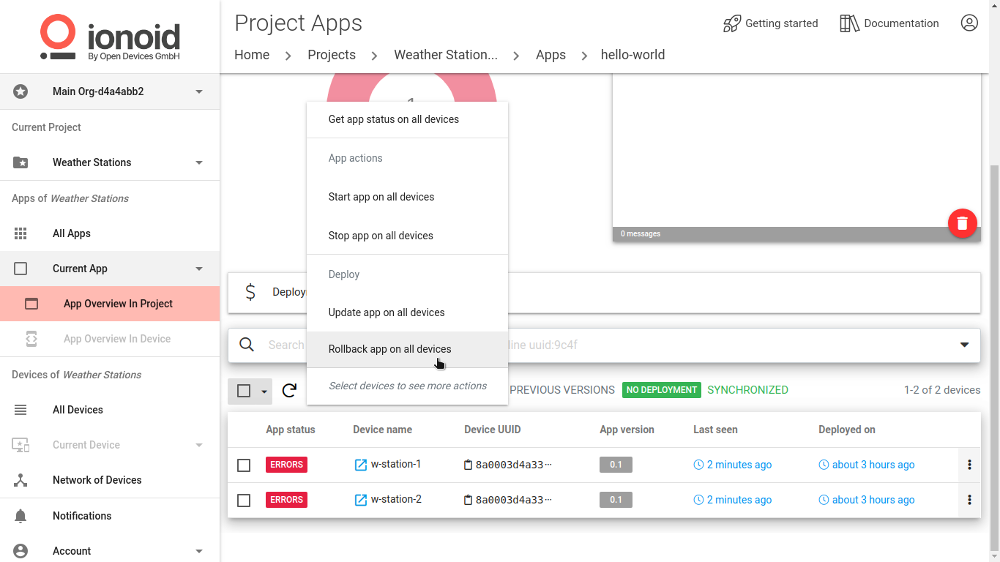 ionoid
By Open Devices GmbH
Project Apps
Getting started
Documentation
Home > Projects > Weather Station... > Apps > hello-world
Main Org-d4a4abb2
Current Project
Weather Stations
Apps of Weather Stations
All Apps
Current App
App Overview In Project
App Overview In Device
Devices of Weather Stations
All Devices
Current Device
Network of Devices
Notifications
Account
Get app status on all devices
App actions
Start app on all devices
Stop app on all devices
Deploy
Update app on all devices
Rollback app on all devices
Select devices to see more actions
0 messages
$ Deploy
Search
uuid:9c4f
PREVIOUS VERSIONS NO DEPLOYMENT SYNCHRONIZED 1-2 of 2 devices
App status Device name Device UUID App version Last seen Deployed on
ERRORS w-station-1 8a0003d4a33··· 0.1 2 minutes ago about 3 hours ago
ERRORS w-station-2 8a0003d4a33··· 0.1 2 minutes ago about 3 hours ago